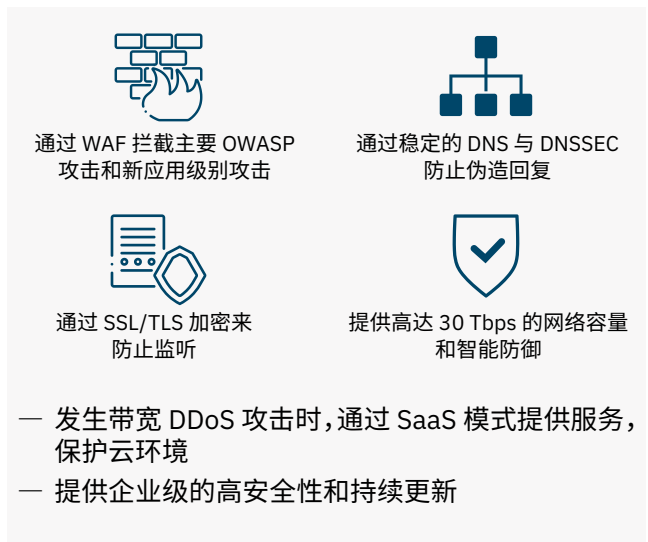 通过 WAF 拦截主要 OWASP
攻击和新应用级别攻击
通过稳定的 DNS 与 DNSSEC
防止伪造回复
通过 SSL/TLS 加密来
防止监听
提供高达 30 Tbps 的网络容量
和智能防御
— 发生带宽 DDoS 攻击时，通过 SaaS 模式提供服务，
保护云环境
— 提供企业级的高安全性和持续更新